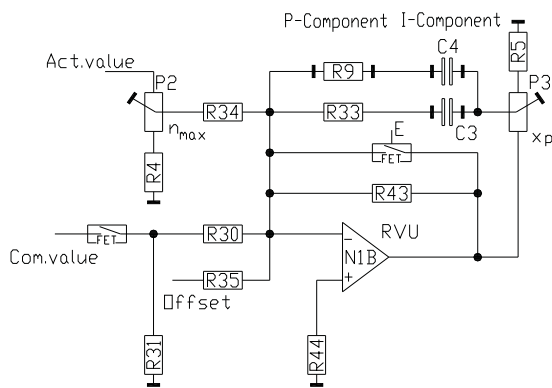 P-Component I-Component
C4
R5
Act.value
P2
R9
P3
R34
R33
n max
C3
xp
E
FET
R4
R43
RVU
FET
R30
N1B
Com.value
R35
Offset
R31
R44